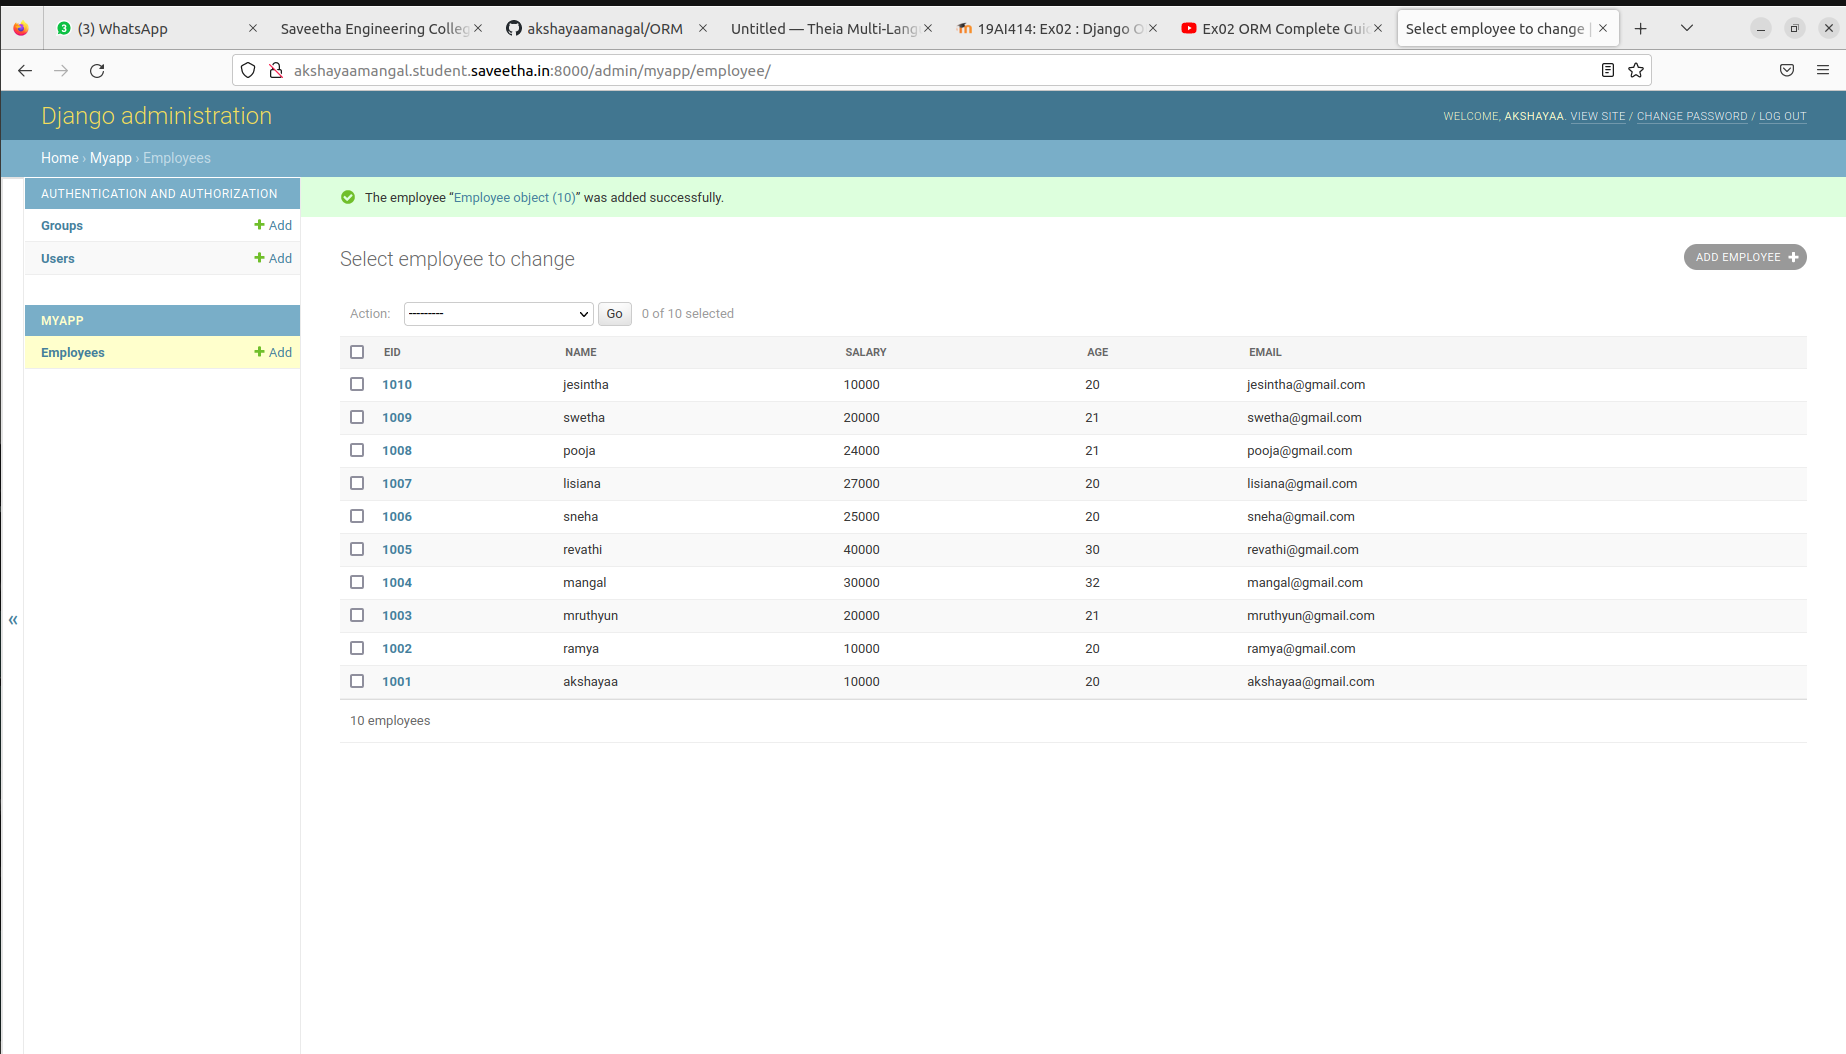 (3) WhatsApp
Saveetha Engineering Colleg
akshayaamanagal/ORM
Untitled — Theia Multi-Lang
19AI414: Ex02 : Django O
Ex02 ORM Complete Guid
Select employee to change |
akshayaamangal.student.saveetha.in:8000/admin/myapp/employee/
Django administration
WELCOME, AKSHAYAA. VIEW SITE / CHANGE PASSWORD / LOG OUT
Home › Myapp › Employees
AUTHENTICATION AND AUTHORIZATION
Groups + Add
Users + Add
MYAPP
Employees + Add
«
The employee “Employee object (10)” was added successfully.
Select employee to change
ADD EMPLOYEE +
Action: --------- Go 0 of 10 selected
EID NAME SALARY AGE EMAIL
1010 jesintha 10000 20 jesintha@gmail.com
1009 swetha 20000 21 swetha@gmail.com
1008 pooja 24000 21 pooja@gmail.com
1007 lisiana 27000 20 lisiana@gmail.com
1006 sneha 25000 20 sneha@gmail.com
1005 revathi 40000 30 revathi@gmail.com
1004 mangal 30000 32 mangal@gmail.com
1003 mruthyun 20000 21 mruthyun@gmail.com
1002 ramya 10000 20 ramya@gmail.com
1001 akshayaa 10000 20 akshayaa@gmail.com
10 employees